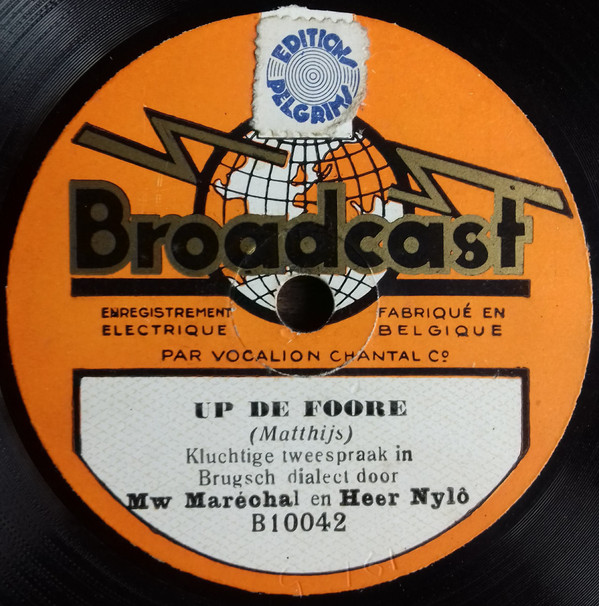 EDITIONS
PELGRIMS
Broadcast
ENREGISTREMENT FABRIQUÉ EN
ELECTRIQUE BELGIQUE
PAR VOCALION CHANTAL Cº
UP DE FOORE
(Matthijs)
Kluchtige tweespraak in
Brugsch dialect door
Mw Maréchal en Heer Nylô
B10042